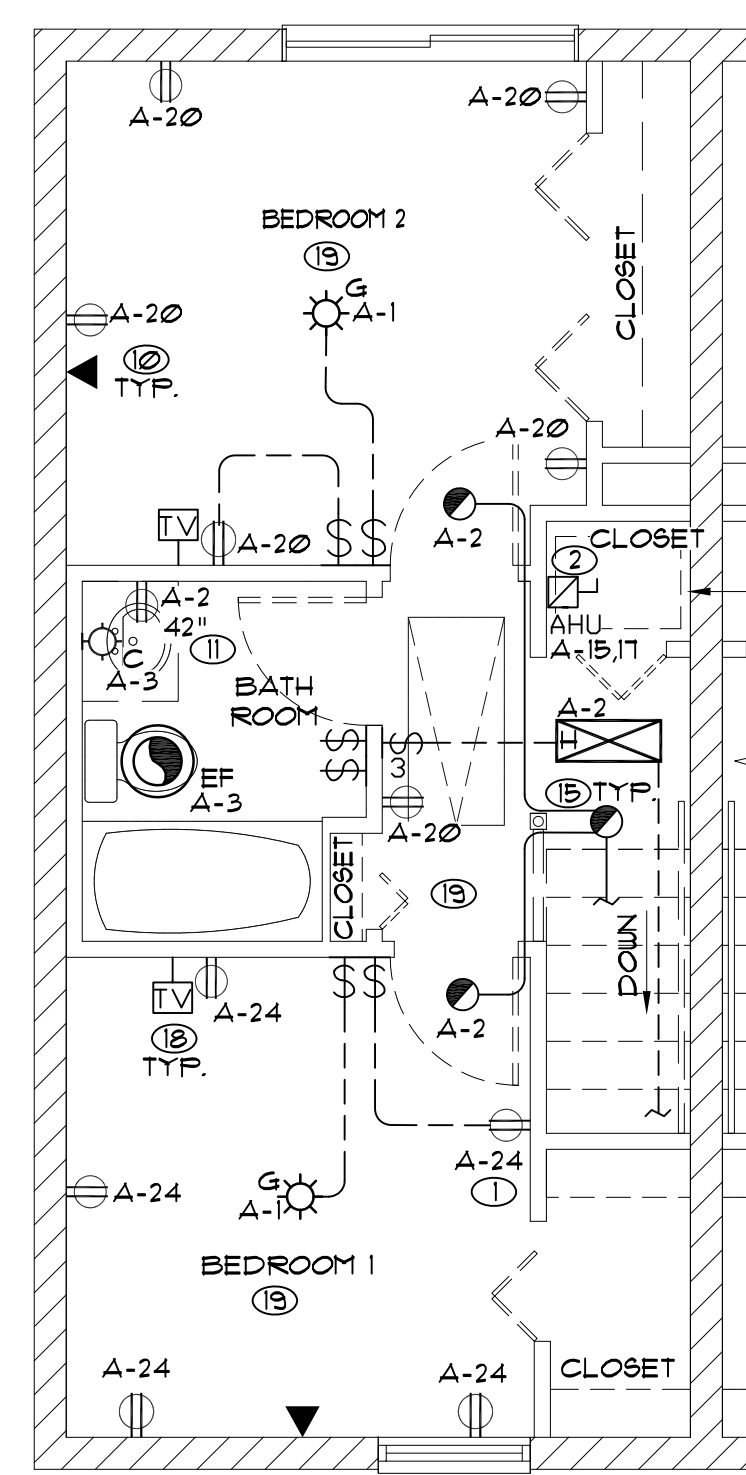 A-20
A-20
BEDROOM 2
19
G
A-1
CLOSET
A-20
10
TYP.
A-20
TV
A-20
S S
A-2
CLOSET
2
A-2
42"
11
C
A-3
AHU
A-15,17
BATH
ROOM
A-2
H
S S
3
S
EF
A-3
15 TYP.
A-20
CLOSET
19
DOWN
S S
TV
A-24
A-2
18
TYP.
A-24
1
A-24
G
A-1
BEDROOM 1
19
A-24
A-24
CLOSET